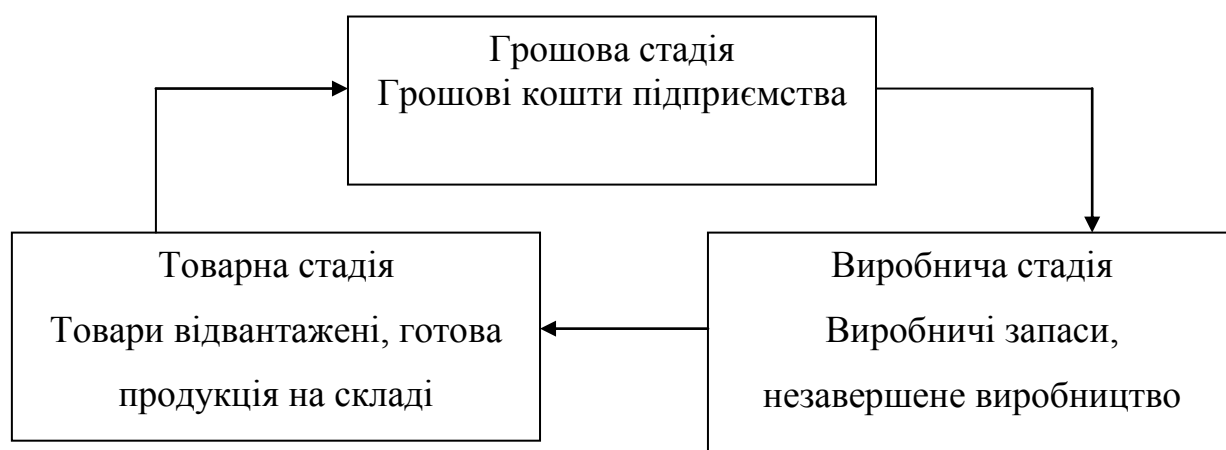 Грошова стадія
Грошові кошти підприємства
Товарна стадія
Товари відвантажені, готова
продукція на складі
Виробнича стадія
Виробничі запаси,
незавершене виробництво